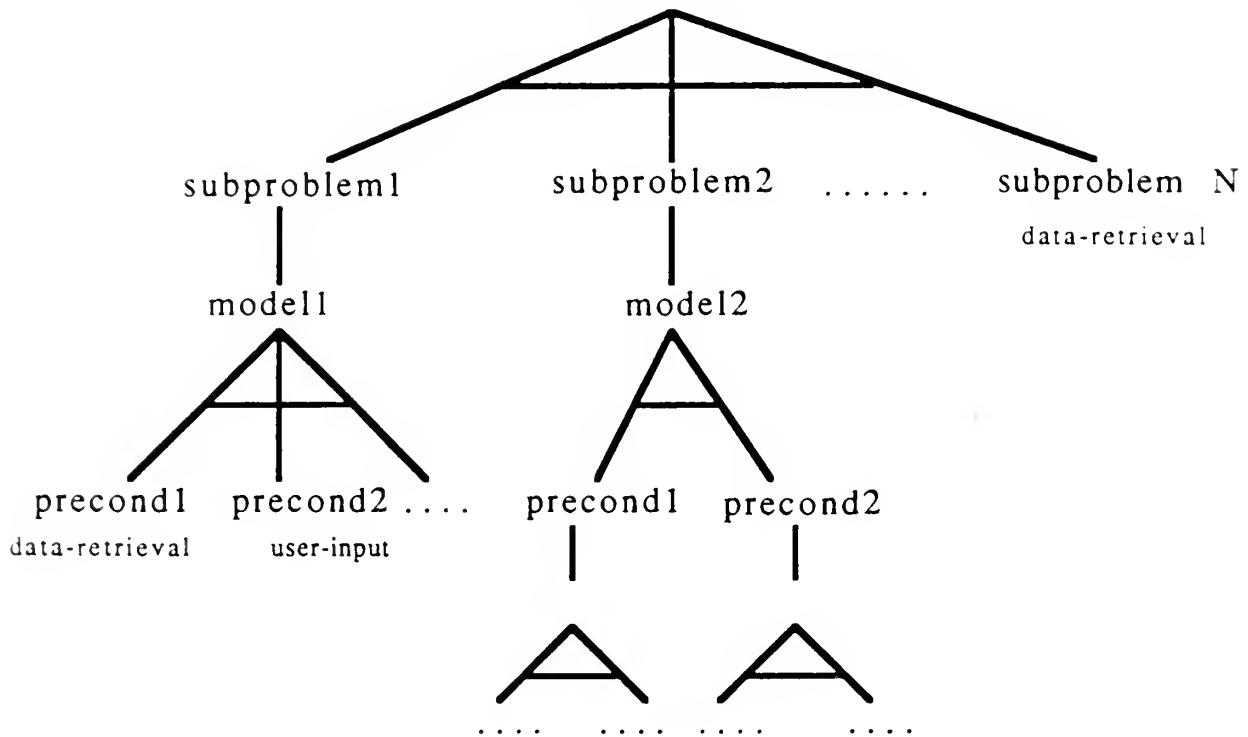 subproblem1 subproblem2 ...... subproblem N
data-retrieval
model1 model2
precond1 precond2 .... precond1 precond2
data-retrieval user-input
.... .... .... ....